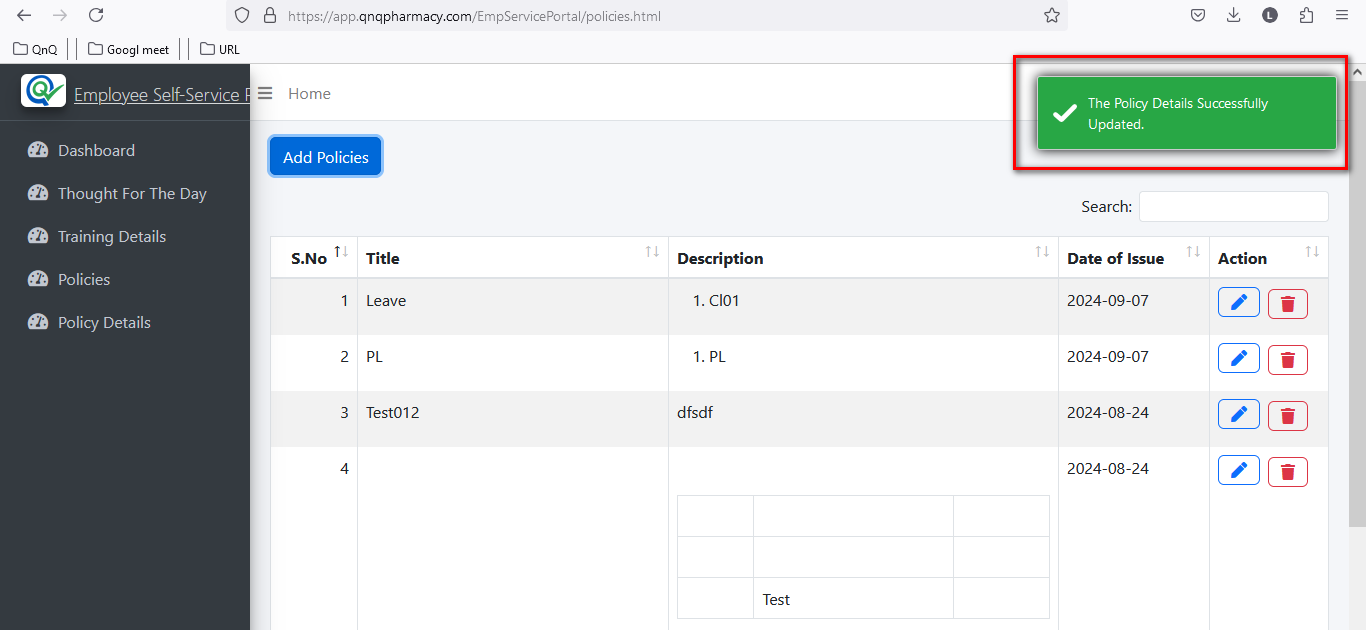 https://app.qnqpharmacy.com/EmpServicePortal/policies.html
L
QnQ
Googl meet
URL
Employee Self-Service P
Home
The Policy Details Successfully
Updated.
Dashboard
Thought For The Day
Training Details
Policies
Policy Details
Add Policies
Search:
S.No Title Description Date of Issue Action
1 Leave 1. Cl01 2024-09-07
2 PL 1. PL 2024-09-07
3 Test012 dfsdf 2024-08-24
4 2024-08-24
Test